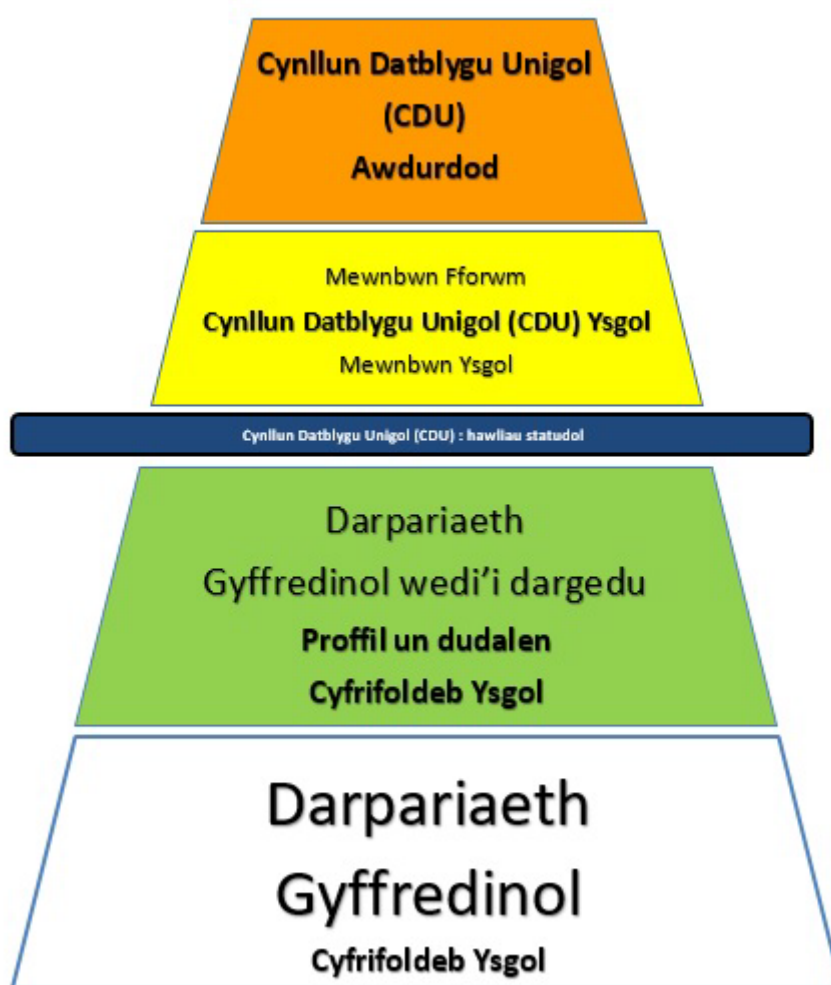 Cynllun Datblygu Unigol
(CDU)
Awdurdod
Mewnbwn Fforwm
Cynllun Datblygu Unigol (CDU) Ysgol
Mewnbwn Ysgol
Cynllun Datblygu Unigol (CDU) : hawliau statudol
Darpariaeth
Gyffredinol wedi’i dargedu
Proffil un dudalen
Cyfrifoldeb Ysgol
Darpariaeth
Gyffredinol
Cyfrifoldeb Ysgol